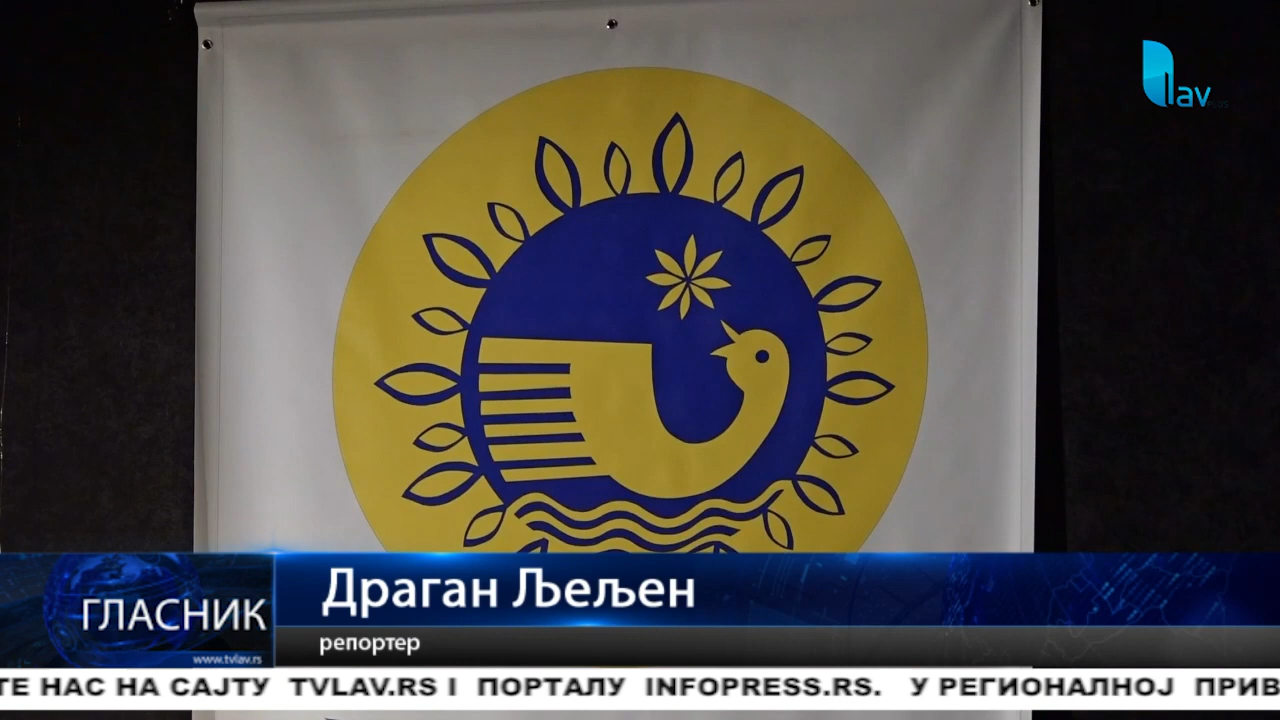 lav
Драган Љељен
ГЛАСНИК
репортер
www.tvlav.rs
ТЕ НАС НА САЈТУ TVLAV.RS I ПОРТАЛУ INFOPRESS.RS. У РЕГИОНАЛНОЈ ПРИВ